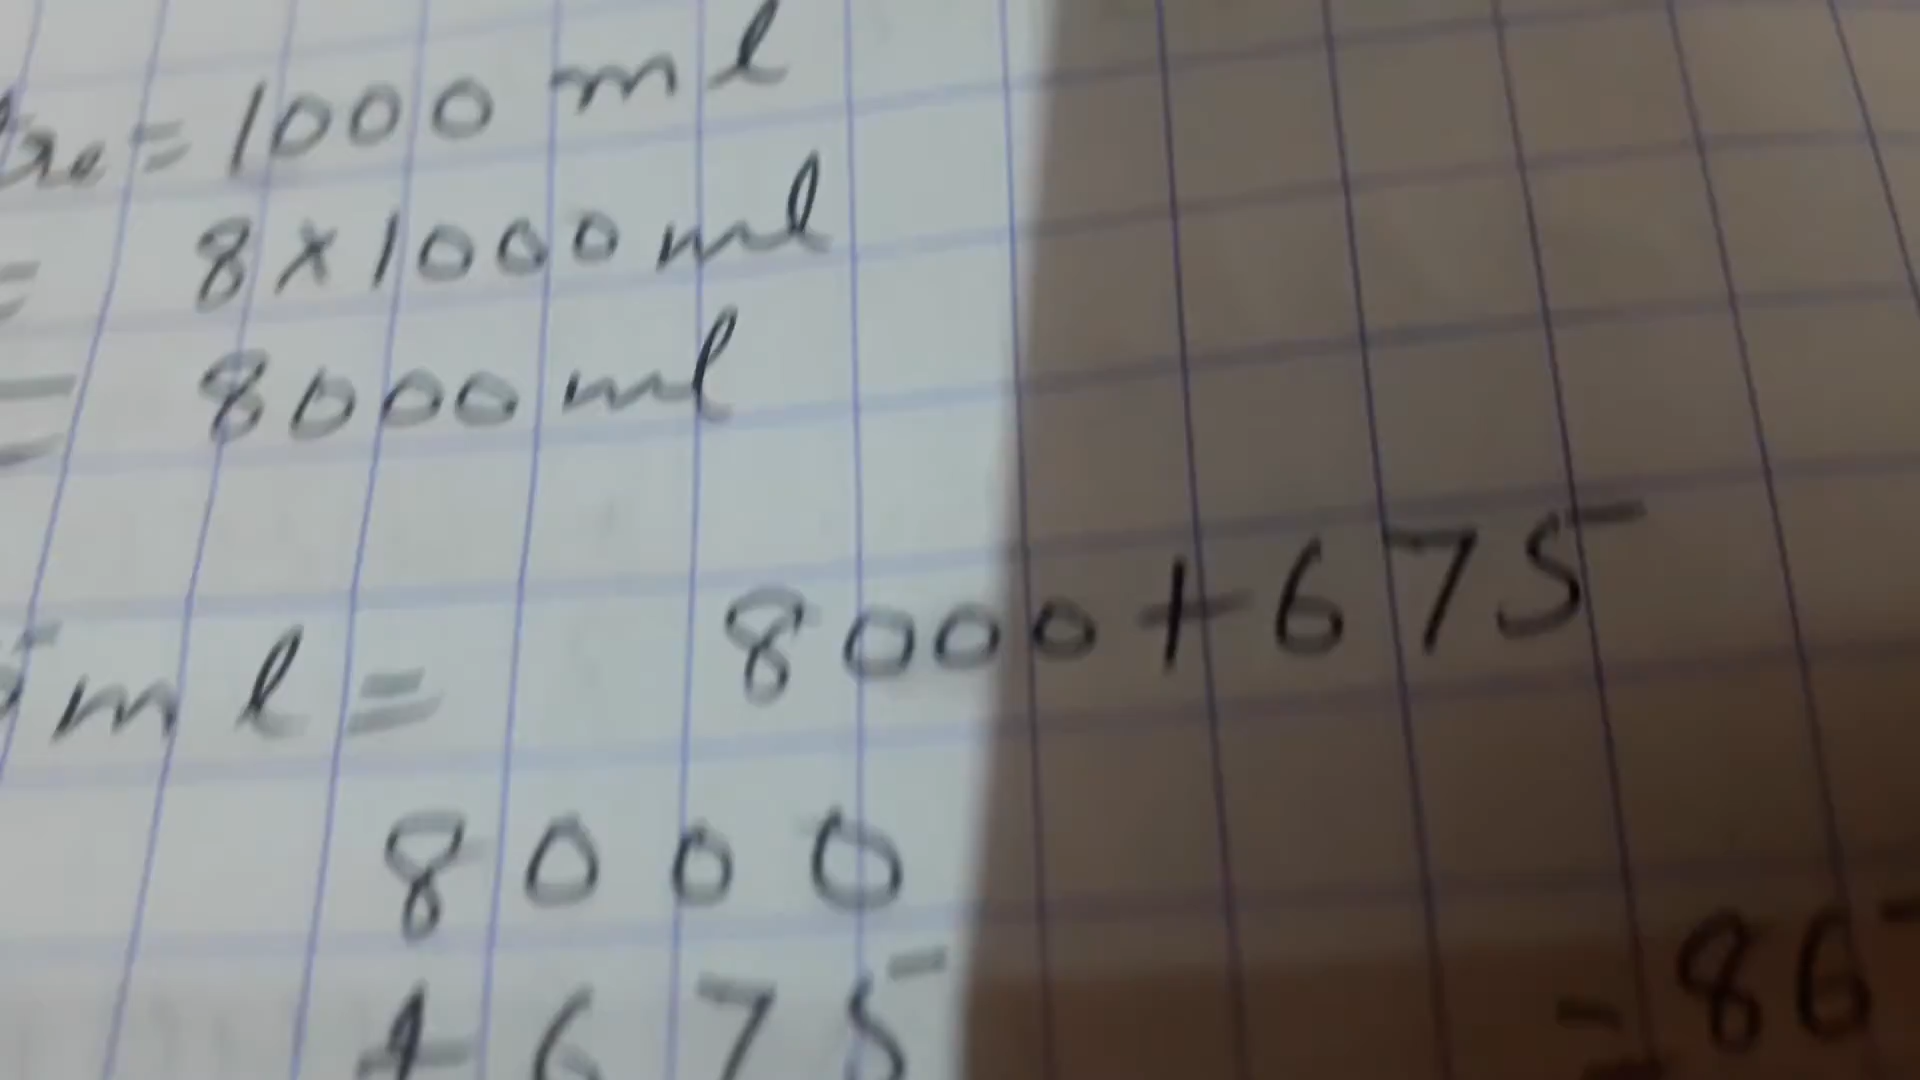 = 1000 ml
= 8 x 1000 ml
= 8000 ml
ml = 8000 + 675
8000
+ 675
= 86